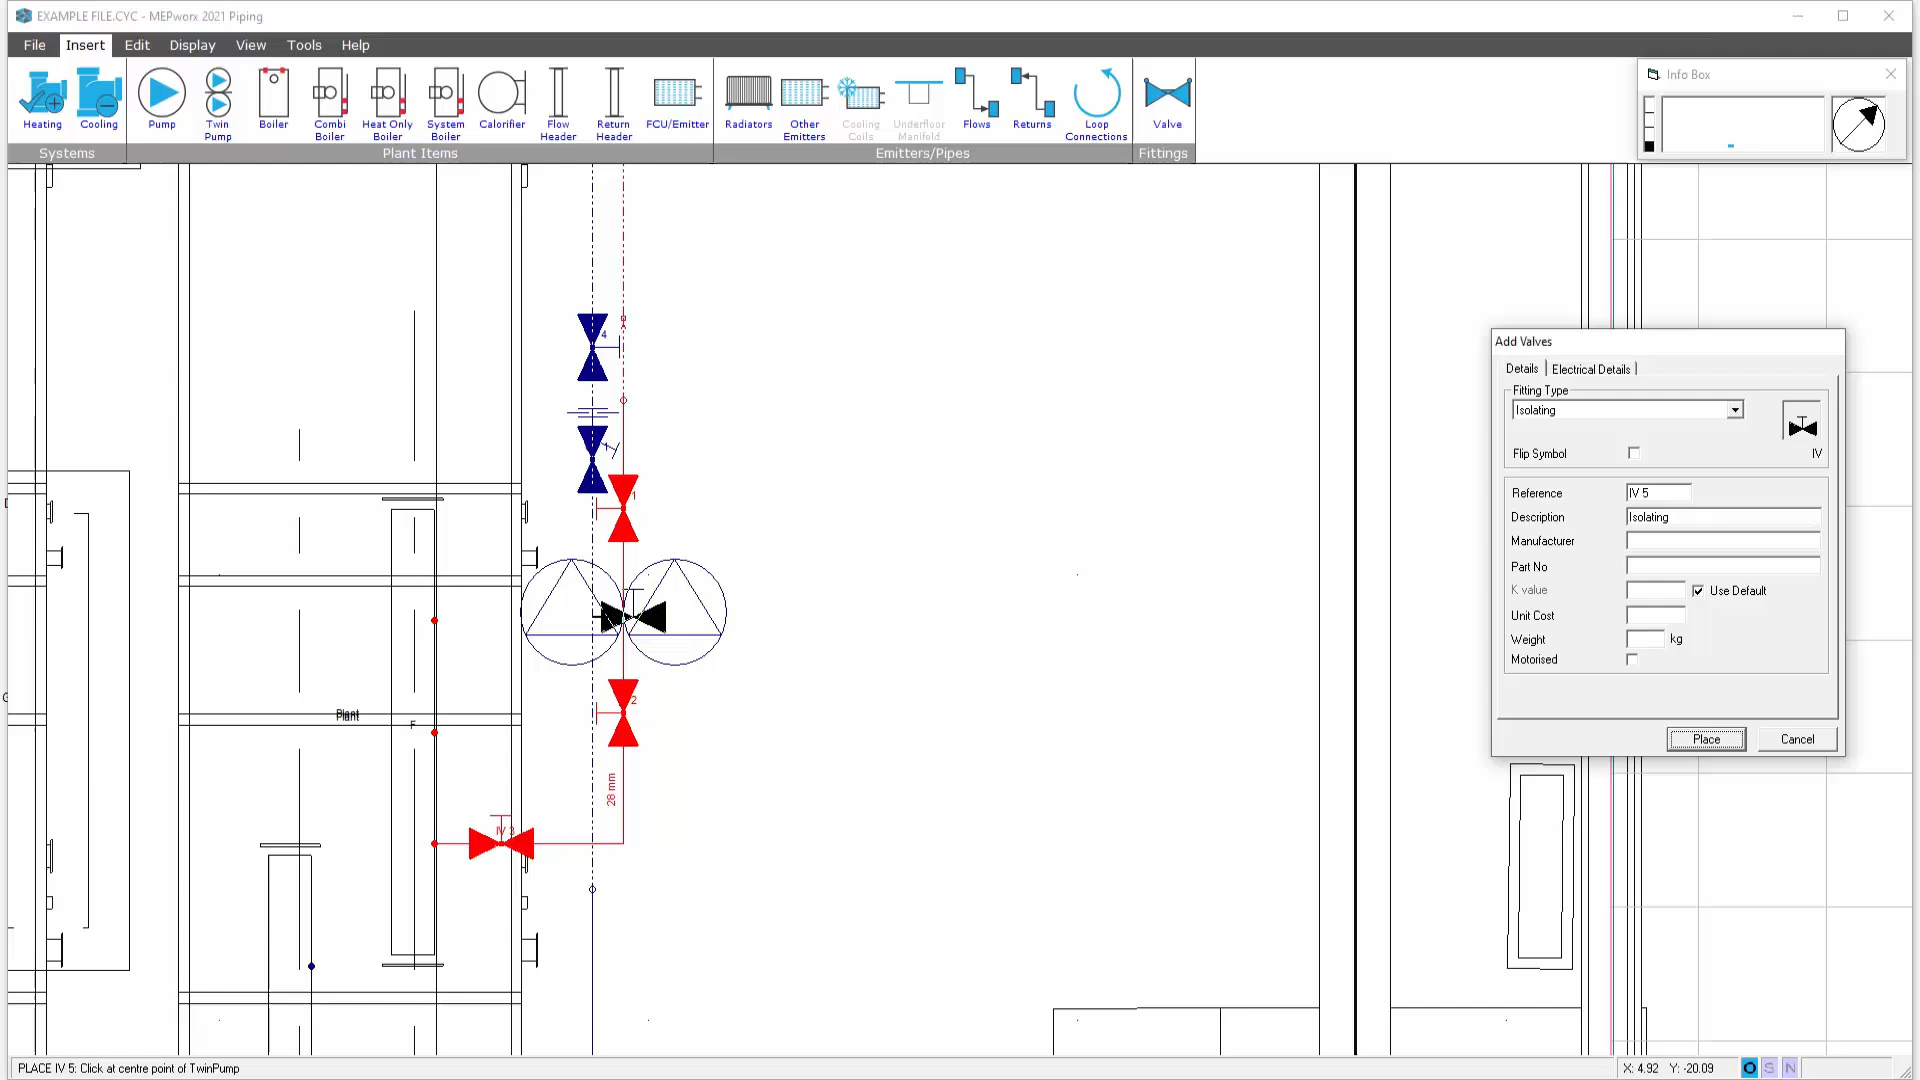 EXAMPLE FILE.CYC - MEPworx 2021 Piping
File Insert Edit Display View Tools Help
Heating
Cooling
Pump
Twin
Pump
Boiler
Combi
Boiler
Heat Only
Boiler
System
Boiler
Calorifier
Flow
Header
Return
Header
FCU/Emitter
Radiators
Other
Emitters
Cooling
Coils
Underfloor
Manifold
Flows
Returns
Loop
Connections
Valve
Systems
Plant Items
Emitters/Pipes
Fittings
Info Box
4
1
2
28 mm
IV 3
Plant
F
Add Valves
Details
Electrical Details
Fitting Type
Isolating
Flip Symbol
IV
Reference IV 5
Description Isolating
Manufacturer
Part No
K value
Use Default
Unit Cost
Weight kg
Motorised
Place
Cancel
PLACE IV 5: Click at centre point of TwinPump
X: 4.92 Y: -20.09
O S N